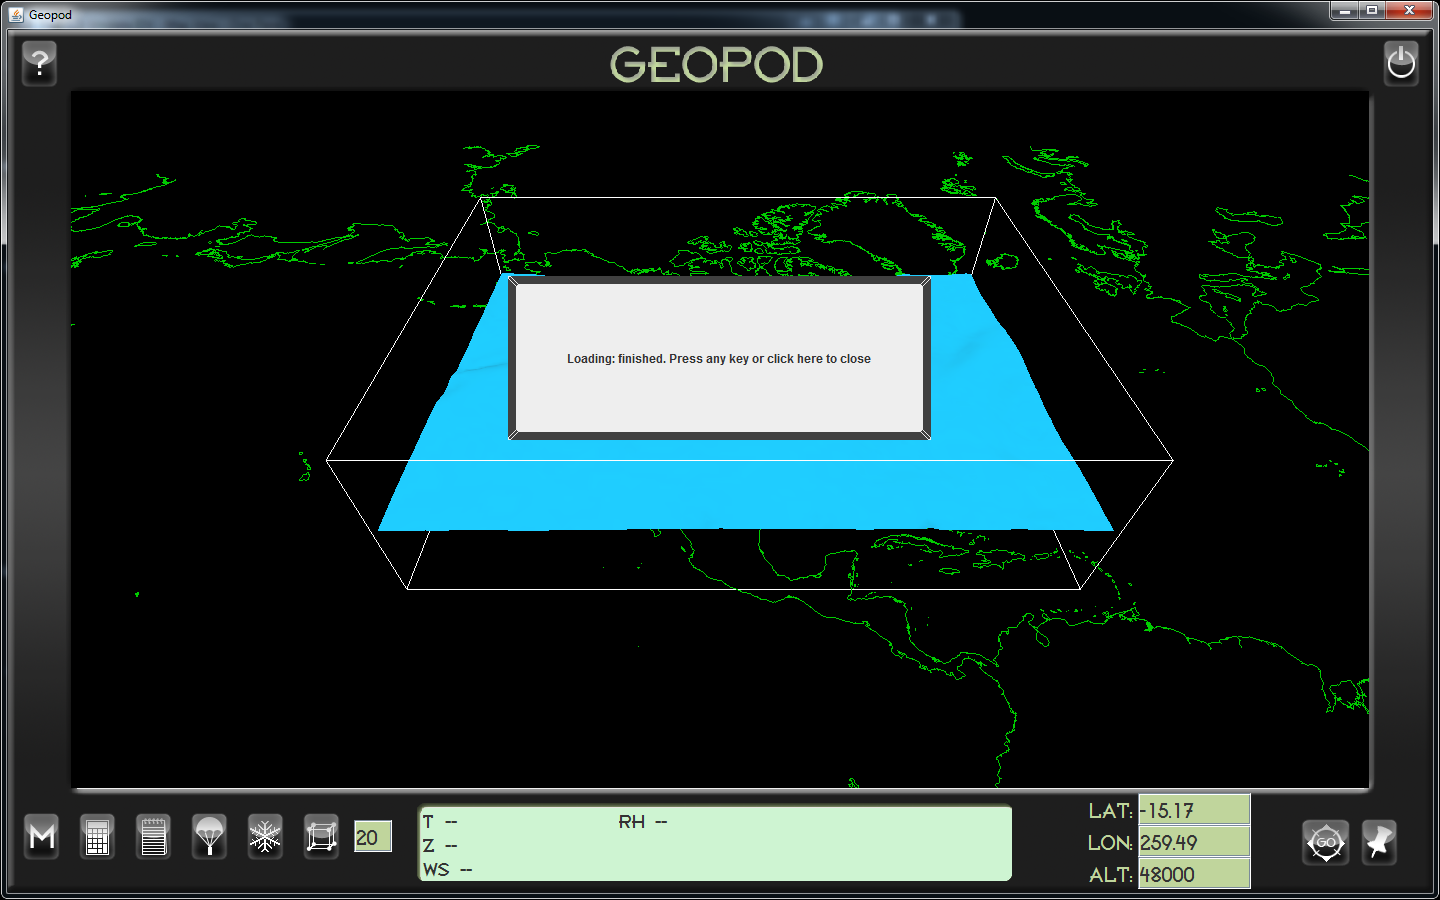 Geopod
?
GEOPOD
Loading: finished. Press any key or click here to close
M
20
T --
RH --
Z --
WS --
LAT: -15.17
LON: 259.49
ALT: 48000
GO